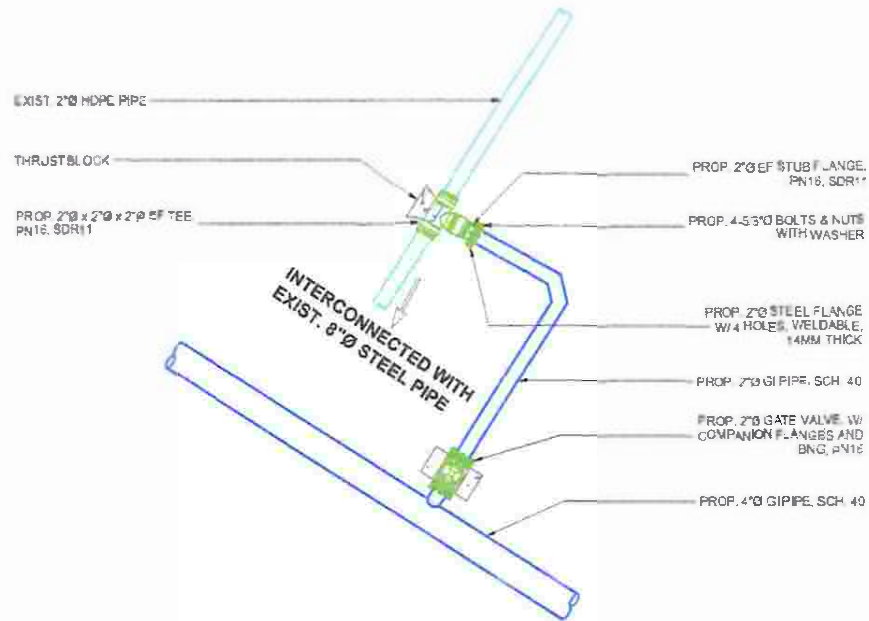 EXIST. 2"Ø HDPE PIPE
THRUSTBLOCK
PROP. 2"Ø x 2"Ø x 2"Ø EF TEE,
PN16, SDR11
INTERCONNECTED WITH
EXIST. 8"Ø STEEL PIPE
PROP. 2"Ø EF STUB FLANGE,
PN16, SDR11
PROP. 4-5/8"Ø BOLTS & NUTS
WITH WASHER
PROP. 2"Ø STEEL FLANGE
W/ 4 HOLES, WELDABLE,
14MM THICK
PROP. 2"Ø GI PIPE, SCH. 40
PROP. 2"Ø GATE VALVE, W/
COMPANION FLANGES AND
BNG, PN16
PROP. 4"Ø GI PIPE, SCH. 40